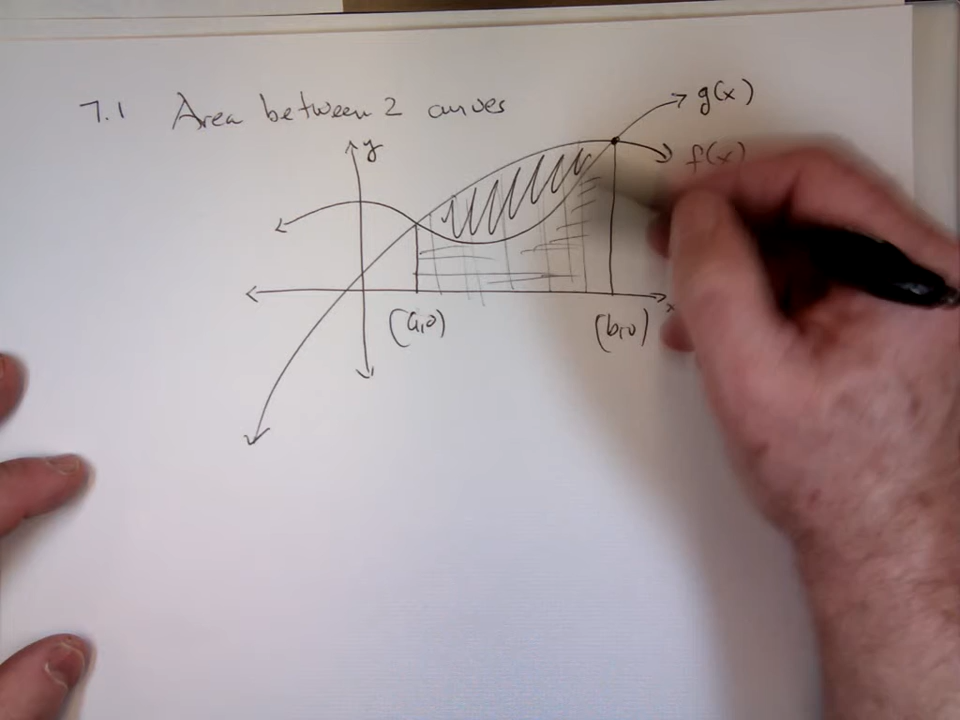 7.1 Area between 2 curves
g(x)
y
f(x)
x
(a,0) (b,0)